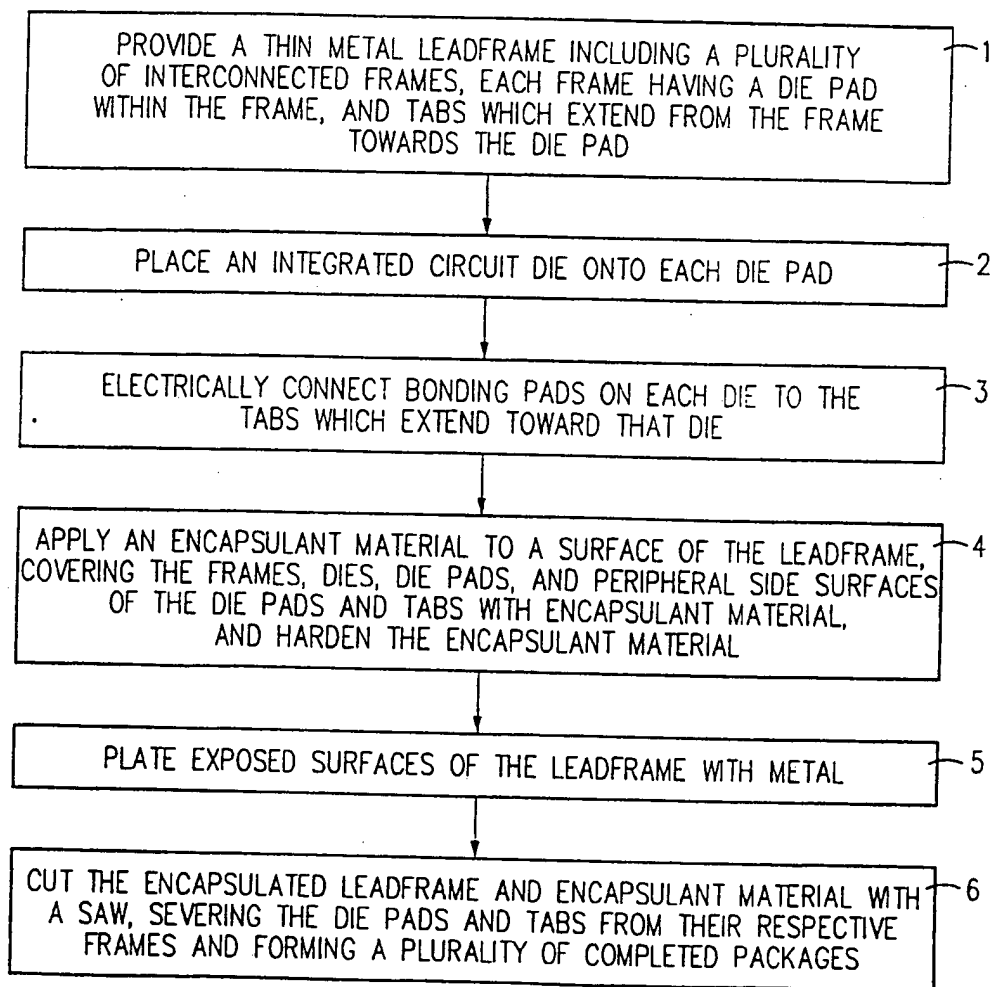 PROVIDE A THIN METAL LEADFRAME INCLUDING A PLURALITY
OF INTERCONNECTED FRAMES, EACH FRAME HAVING A DIE PAD
WITHIN THE FRAME, AND TABS WHICH EXTEND FROM THE FRAME
TOWARDS THE DIE PAD
1
PLACE AN INTEGRATED CIRCUIT DIE ONTO EACH DIE PAD
2
ELECTRICALLY CONNECT BONDING PADS ON EACH DIE TO THE
TABS WHICH EXTEND TOWARD THAT DIE
3
APPLY AN ENCAPSULANT MATERIAL TO A SURFACE OF THE LEADFRAME,
COVERING THE FRAMES, DIES, DIE PADS, AND PERIPHERAL SIDE SURFACES
OF THE DIE PADS AND TABS WITH ENCAPSULANT MATERIAL,
AND HARDEN THE ENCAPSULANT MATERIAL
4
PLATE EXPOSED SURFACES OF THE LEADFRAME WITH METAL
5
CUT THE ENCAPSULATED LEADFRAME AND ENCAPSULANT MATERIAL WITH
A SAW, SEVERING THE DIE PADS AND TABS FROM THEIR RESPECTIVE
FRAMES AND FORMING A PLURALITY OF COMPLETED PACKAGES
6